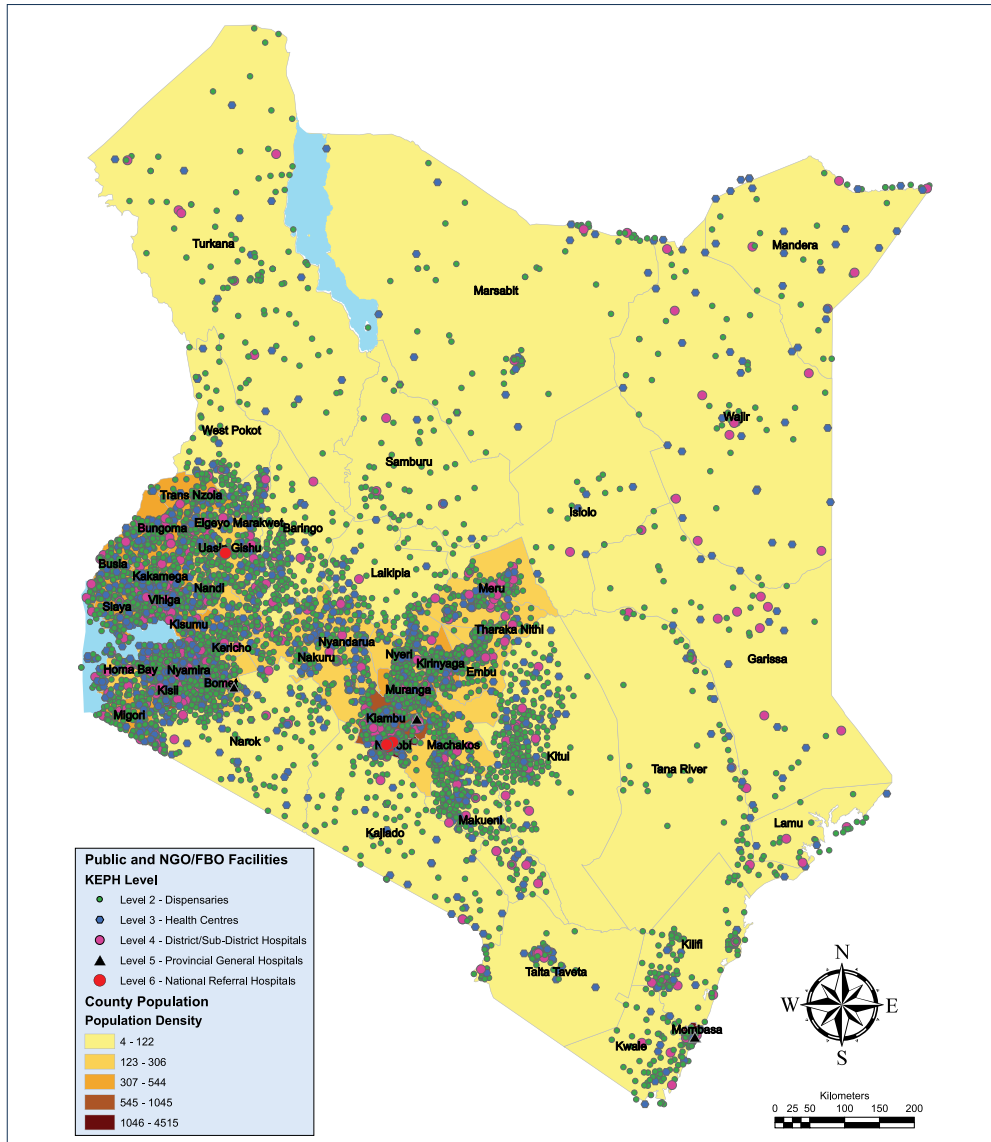 Turkana
Mandera
Marsabit
Wajir
West Pokot
Samburu
Trans Nzoia
Isiolo
Elgeyo Marakwet
Bungoma
Baringo
Uasin Gishu
Busia
Kakamega
Laikipia
Nandi
Meru
Vihiga
Siaya
Kisumu
Tharaka Nithi
Nyandarua
Kericho
Nyeri
Nakuru
Kirinyaga
Garissa
Homa Bay
Nyamira
Embu
Bomet
Kisii
Muranga
Migori
Kiambu
Narok
Nairobi
Machakos
Kitui
Tana River
Makueni
Lamu
Kajiado
Kilifi
Taita Taveta
Mombasa
Kwale
Public and NGO/FBO Facilities
KEPH Level
Level 2 - Dispensaries
Level 3 - Health Centres
Level 4 - District/Sub-District Hospitals
Level 5 - Provincial General Hospitals
Level 6 - National Referral Hospitals
County Population
Population Density
4 - 122
123 - 306
307 - 544
545 - 1045
1046 - 4515
N
W E
S
Kilometers
0 25 50 100 150 200